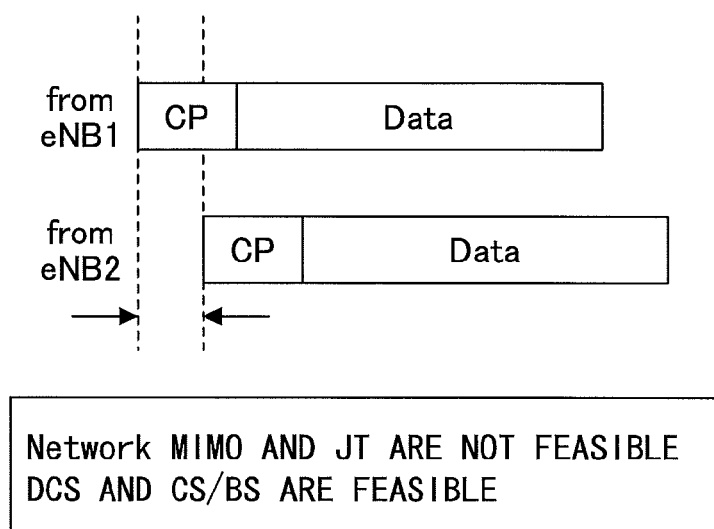 from
eNB1
CP
Data
from
eNB2
CP
Data
Network MIMO AND JT ARE NOT FEASIBLE
DCS AND CS/BS ARE FEASIBLE